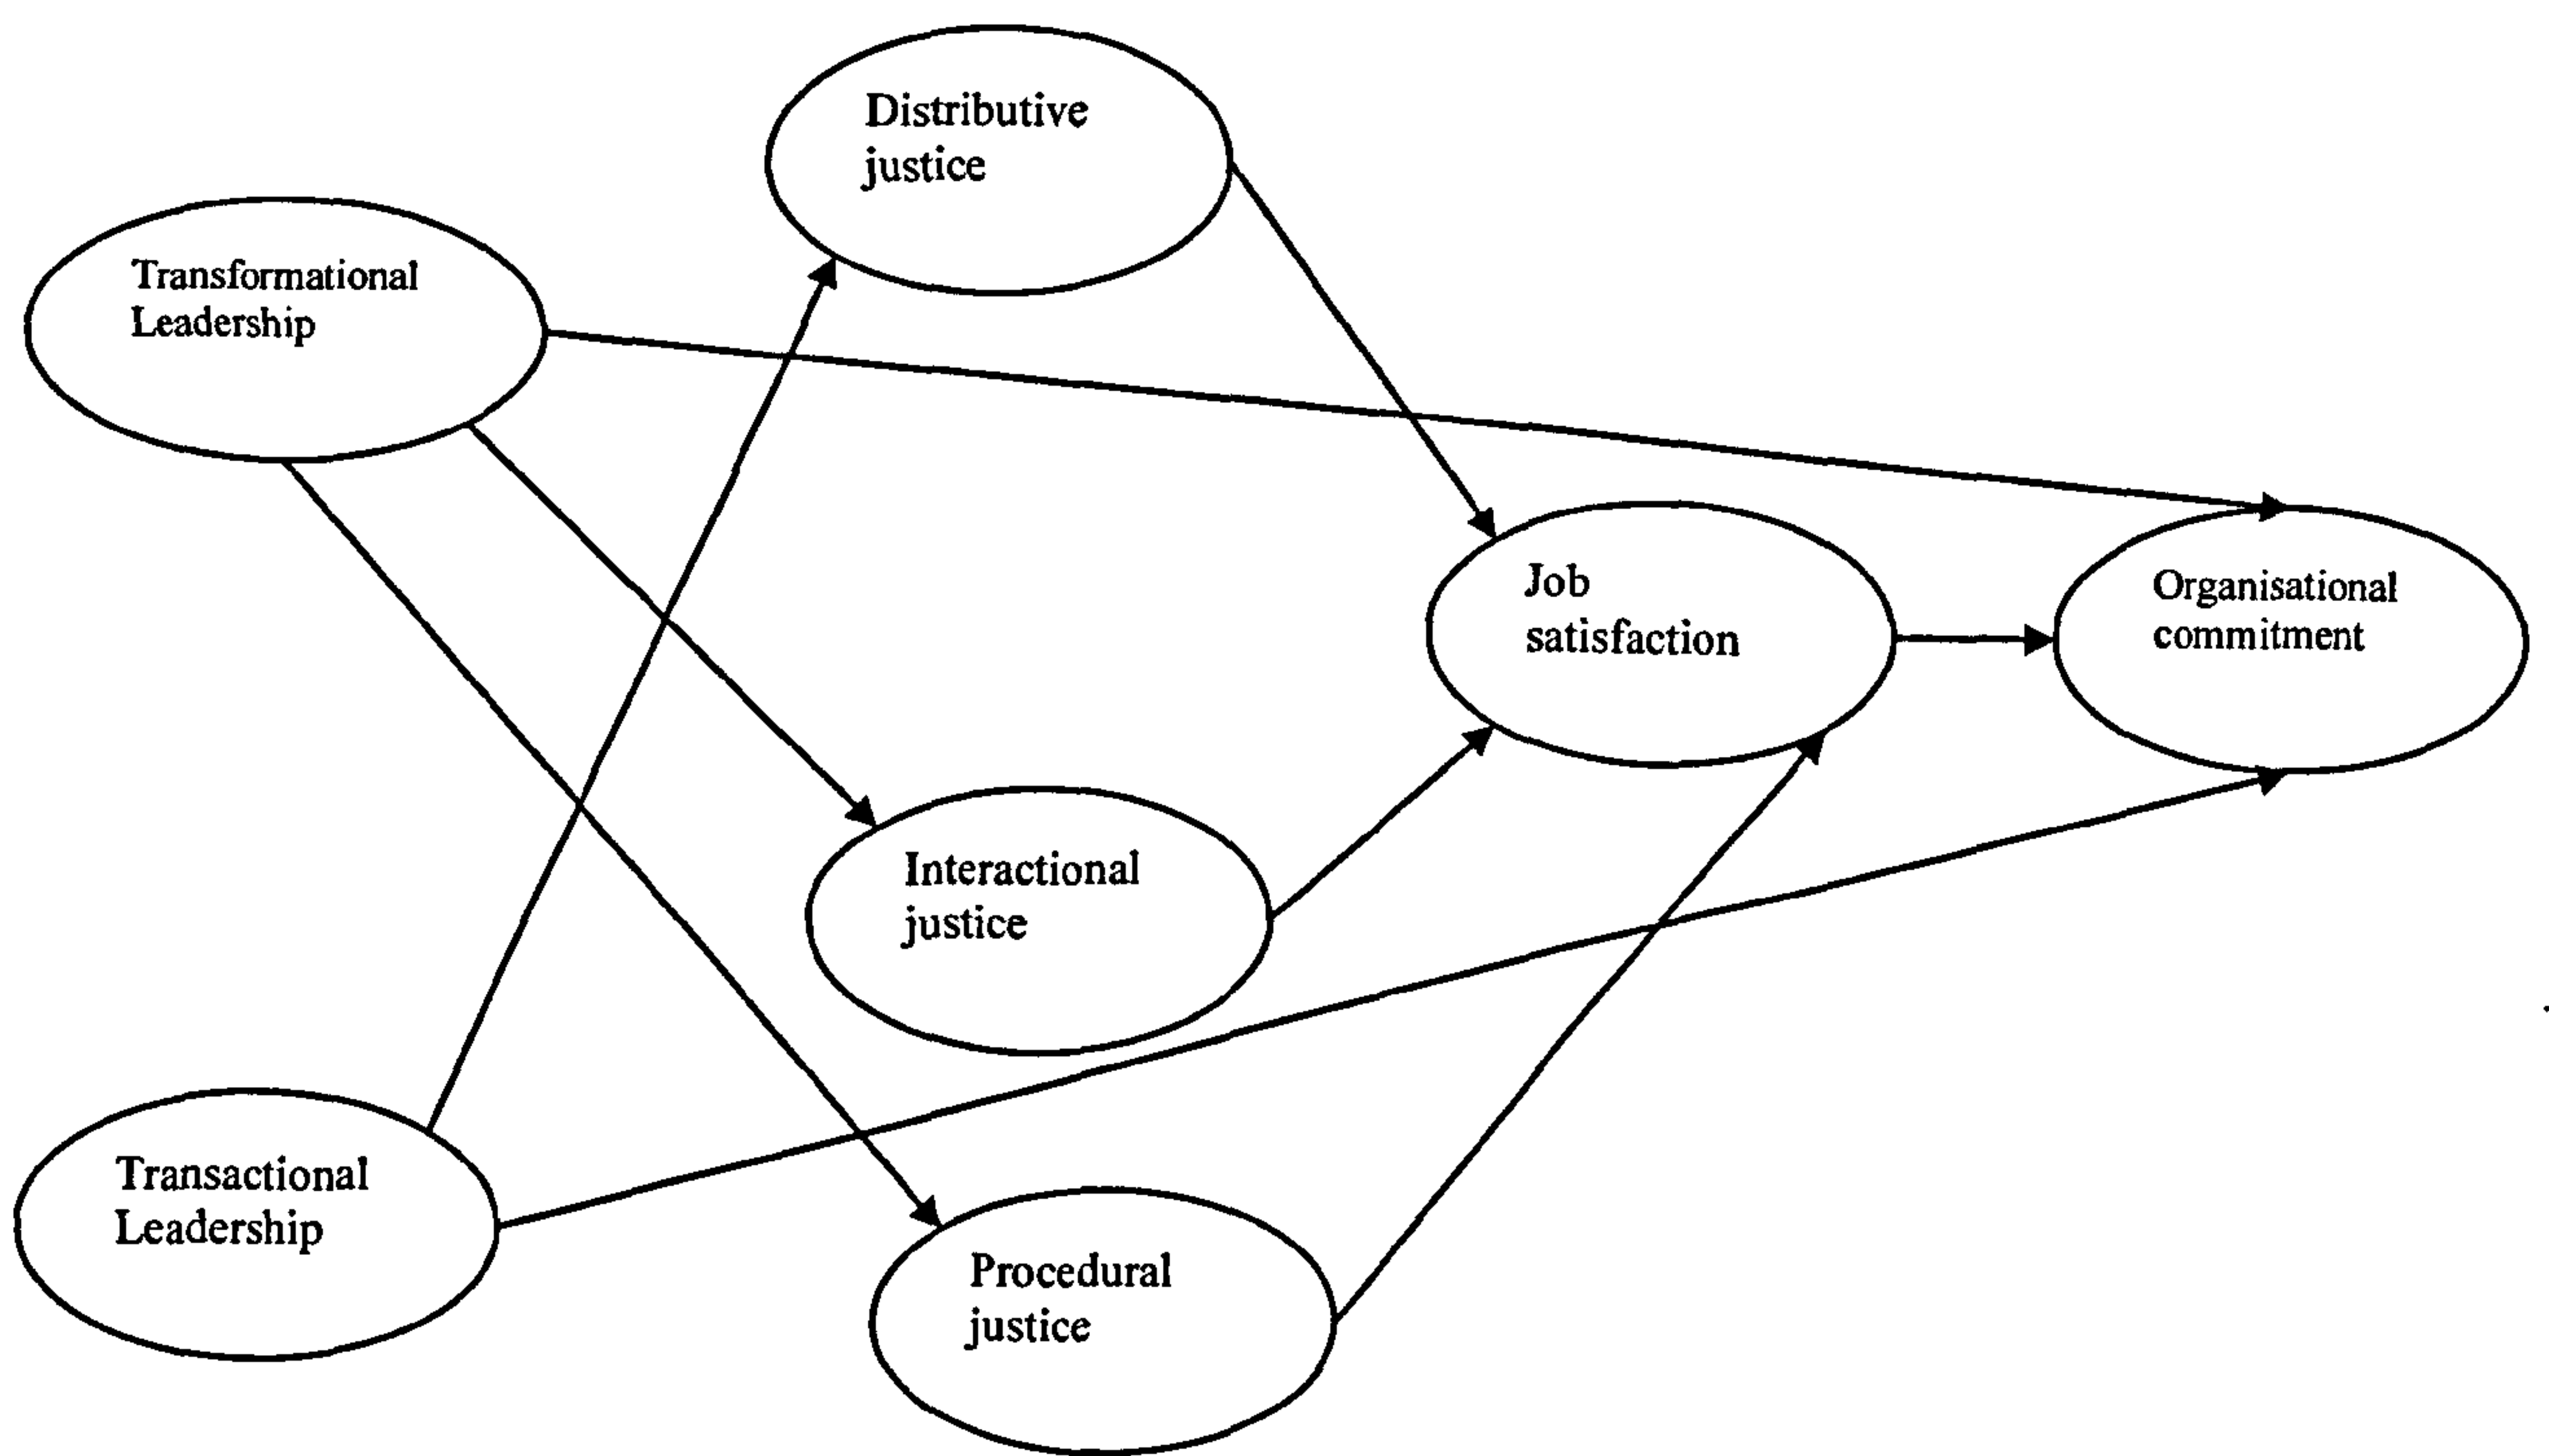 Distributive
justice
Transformational
Leadership
Job
satisfaction
Organisational
commitment
Interactional
justice
Transactional
Leadership
Procedural
justice